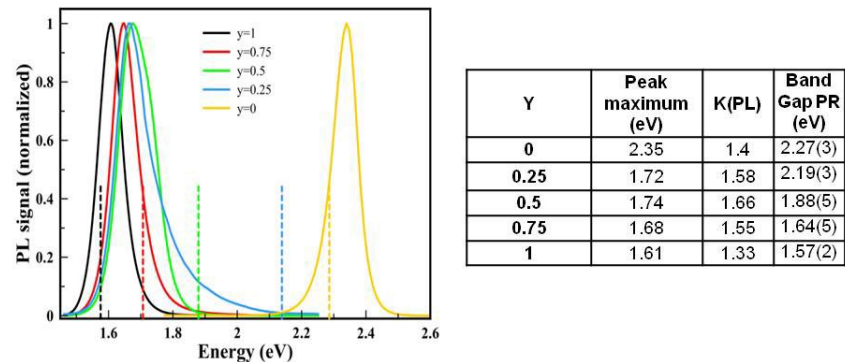 1
0.8
0.6
0.4
0.2
0
PL signal (normalized)
y=1
y=0.75
y=0.5
y=0.25
y=0
1.6 1.8 2 2.2 2.4 2.6
Energy (eV)
Y Peak maximum (eV) K(PL) Band Gap PR (eV)
0 2.35 1.4 2.27(3)
0.25 1.72 1.58 2.19(3)
0.5 1.74 1.66 1.88(5)
0.75 1.68 1.55 1.64(5)
1 1.61 1.33 1.57(2)